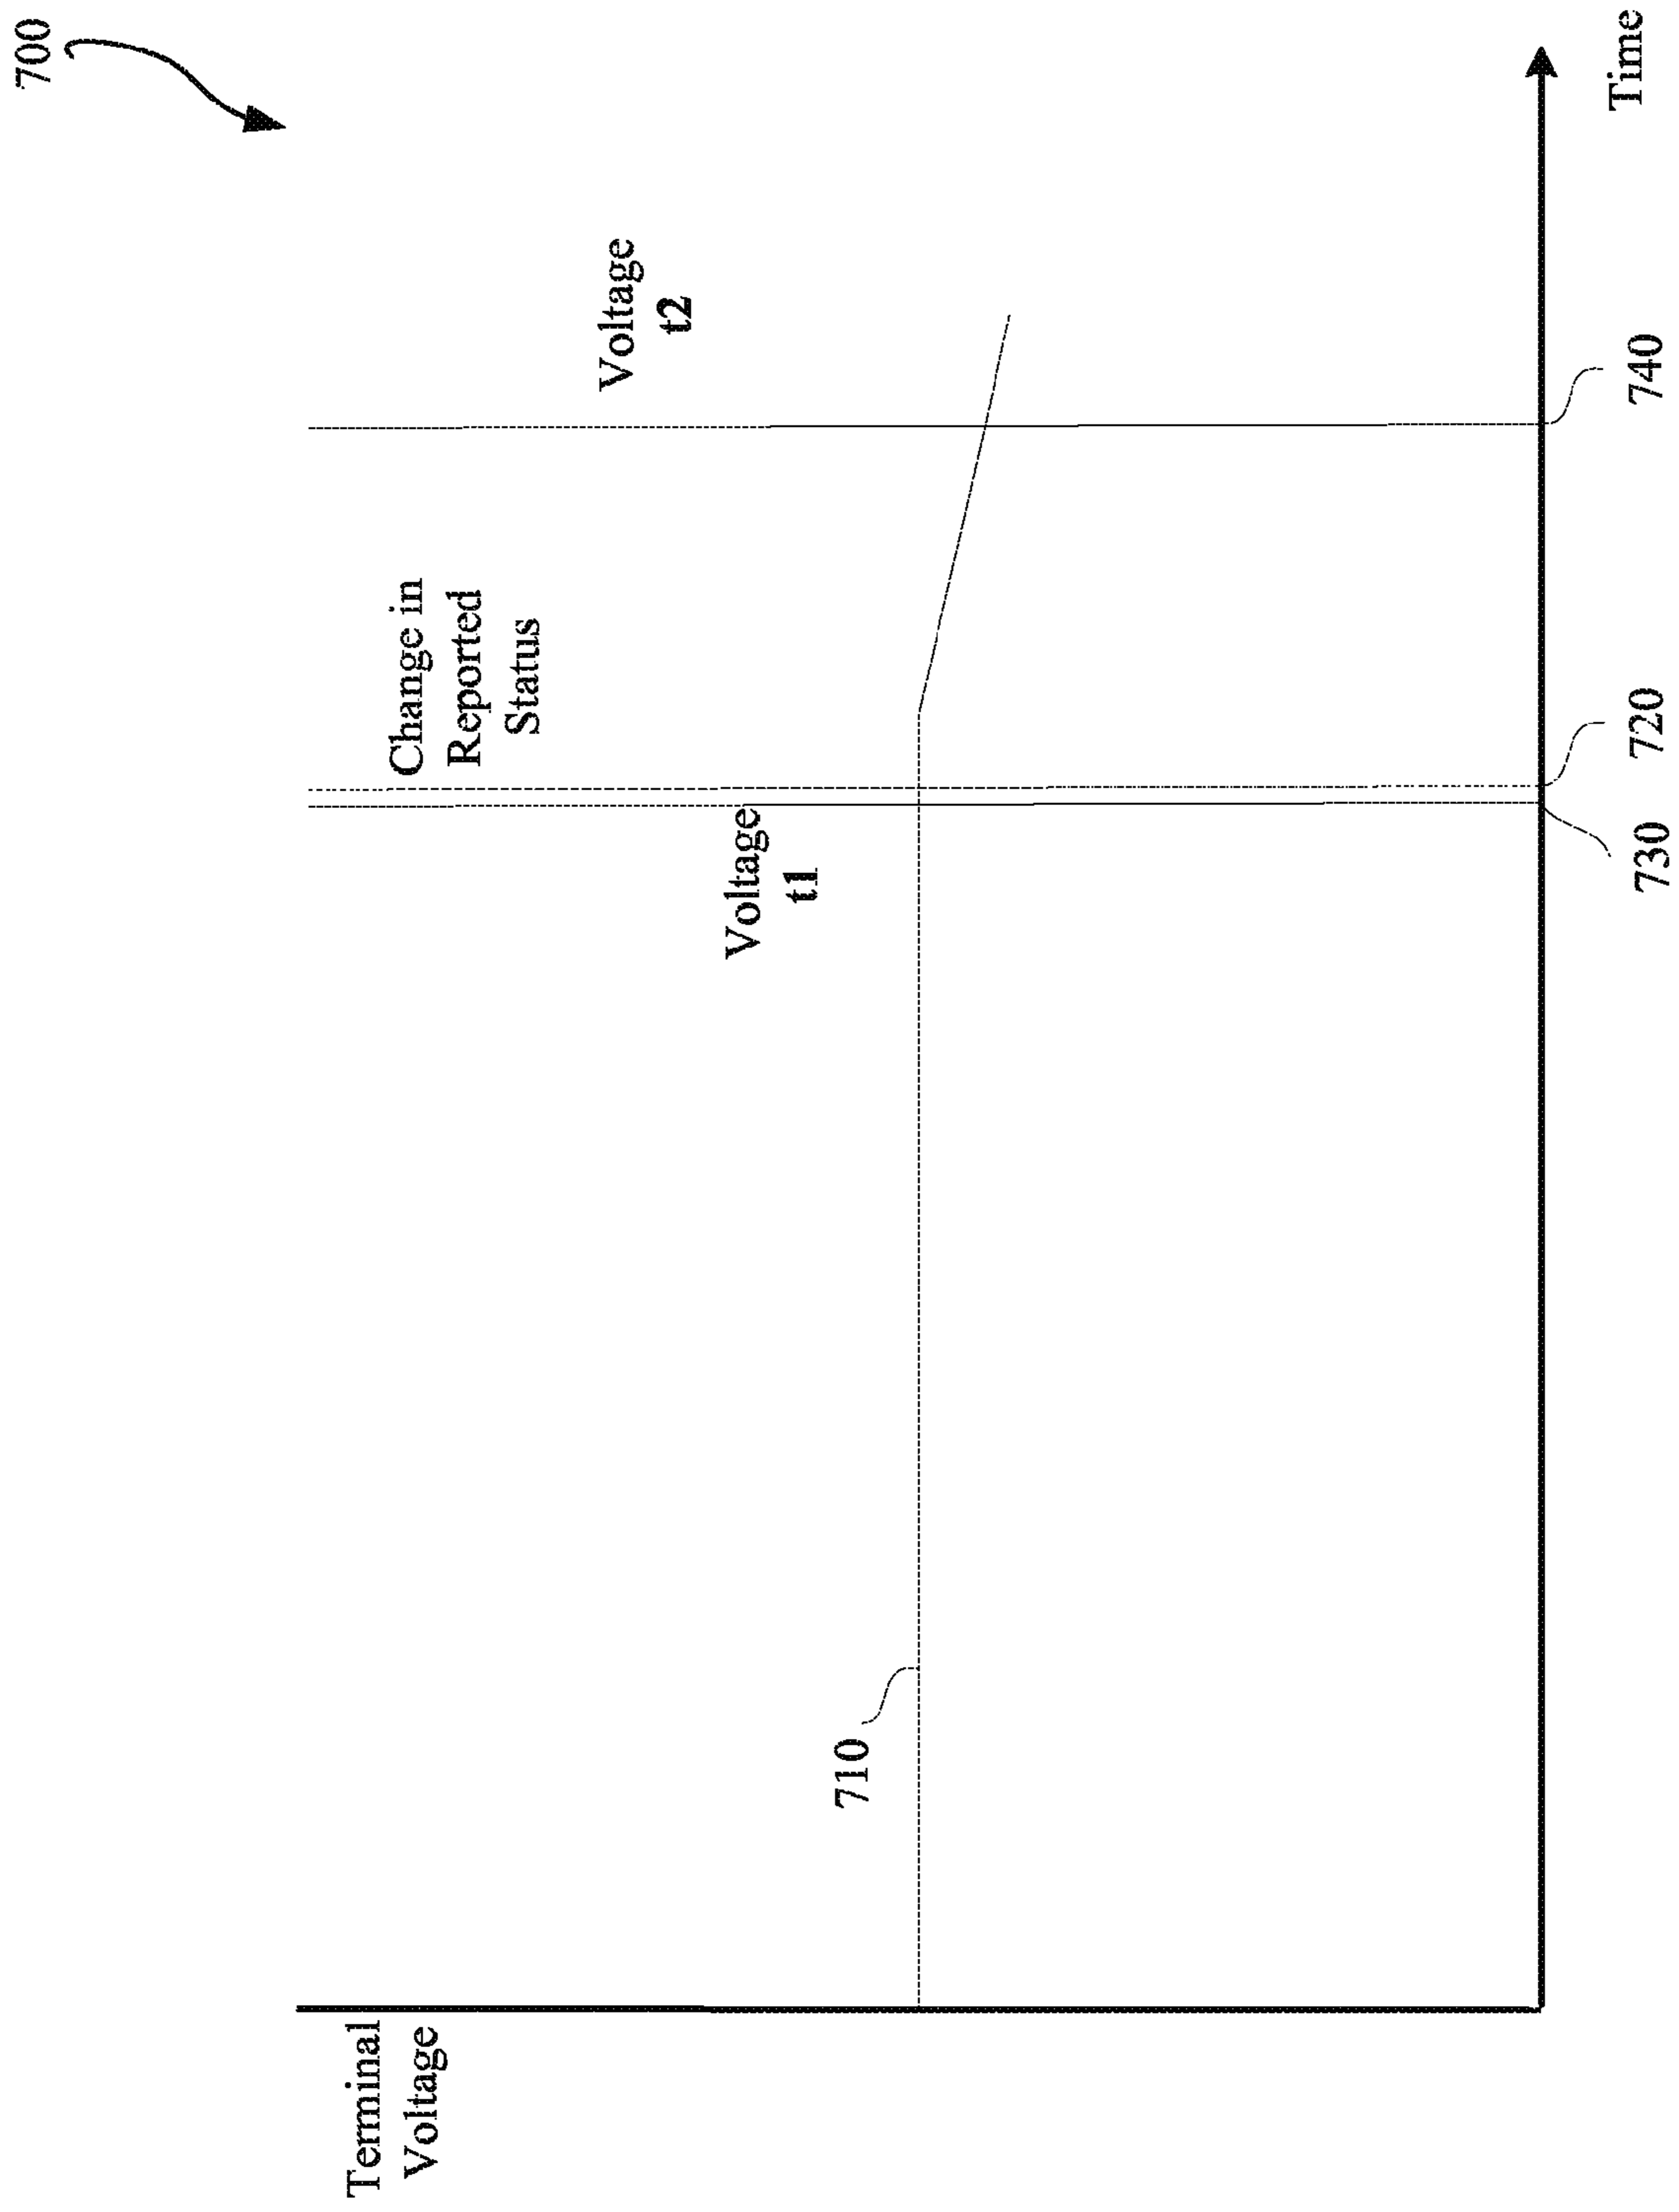 700
Terminal
Voltage
Change in
Reported
Status
Voltage
t2
Voltage
t1
710
730
720
740
Time